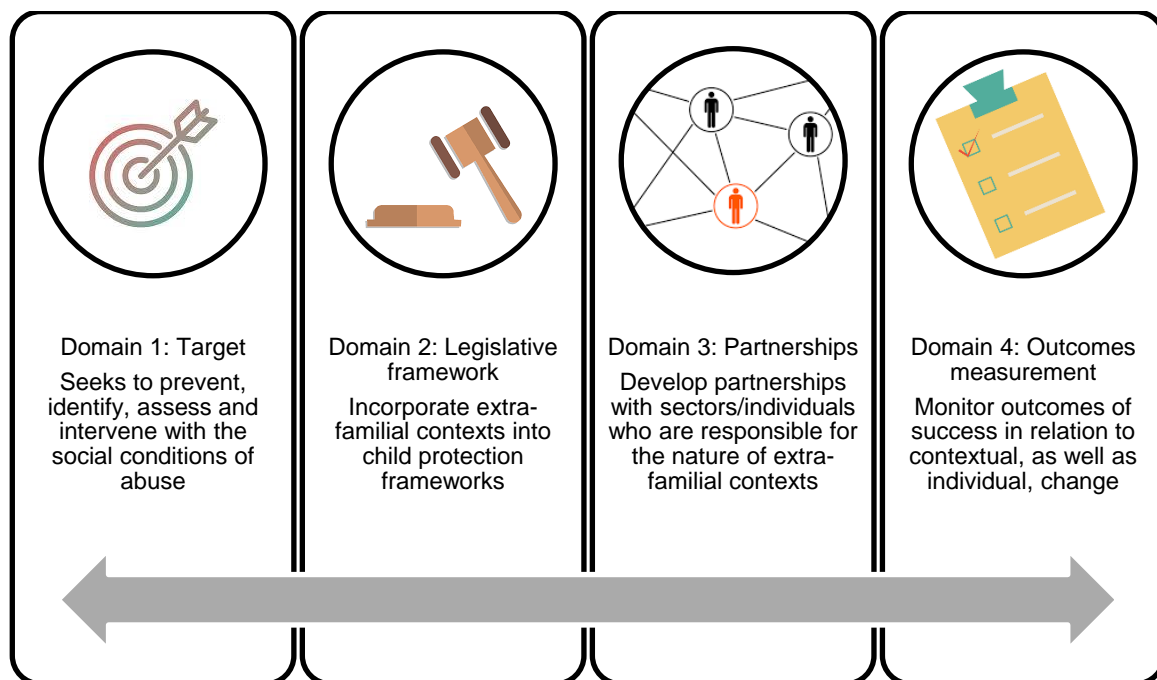 Domain 1: Target
Seeks to prevent,
identify, assess and
intervene with the
social conditions of
abuse
Domain 2: Legislative
framework
Incorporate extra-
familial contexts into
child protection
frameworks
Domain 3: Partnerships
Develop partnerships
with sectors/individuals
who are responsible for
the nature of extra-
familial contexts
Domain 4: Outcomes
measurement
Monitor outcomes of
success in relation to
contextual, as well as
individual, change